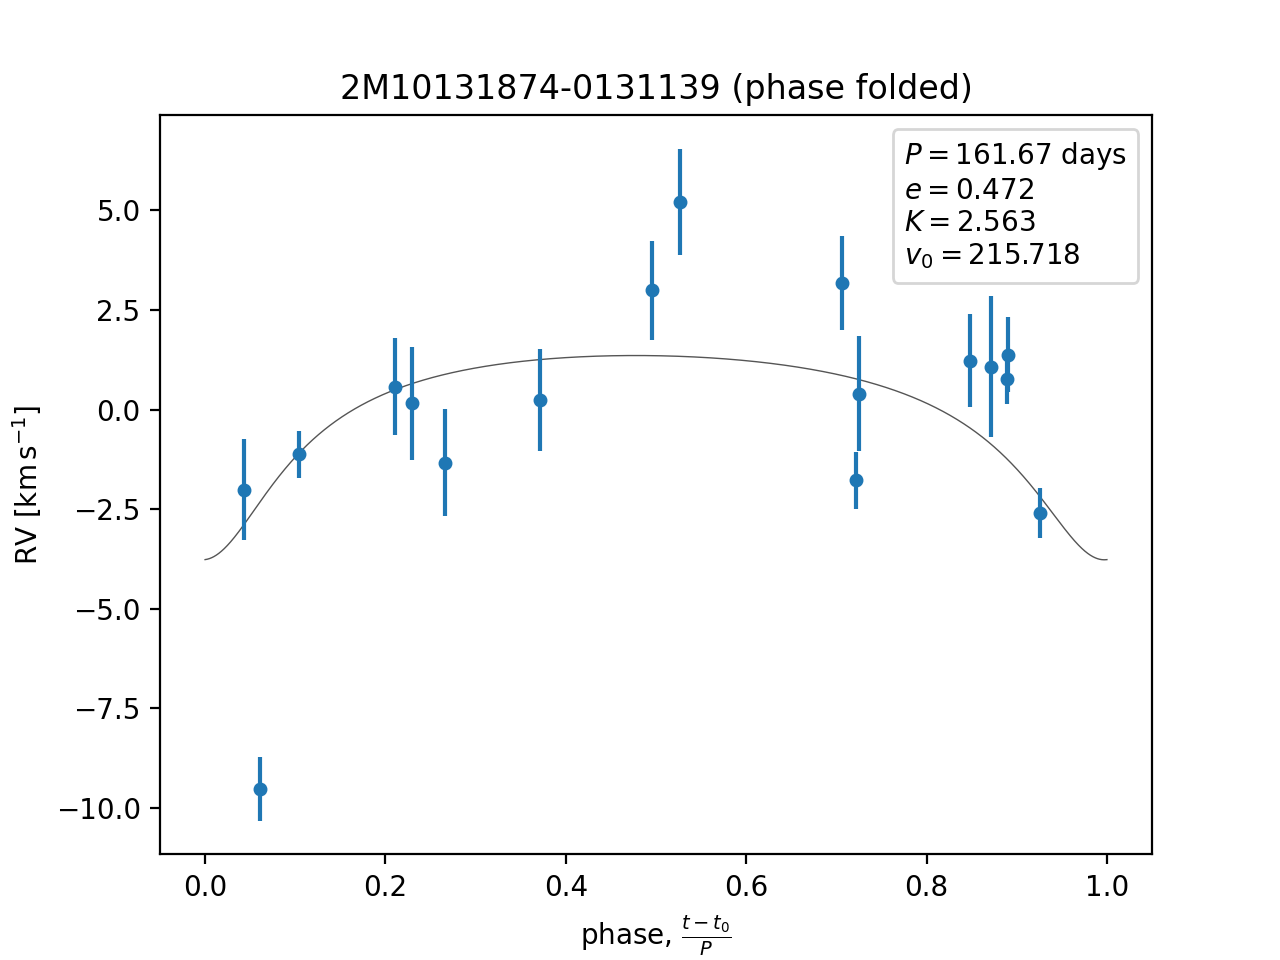 2M10131874-0131139 (phase folded)
P = 161.67 days
e = 0.472
K = 2.563
v₀ = 215.718
5.0
2.5
0.0
−2.5
−5.0
−7.5
−10.0
RV [km s⁻¹]
0.0 0.2 0.4 0.6 0.8 1.0
phase, (t − t₀)/P